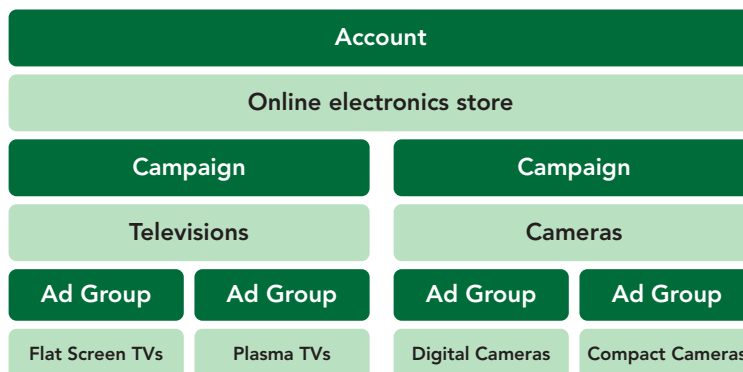 Account
Online electronics store
Campaign Campaign
Televisions Cameras
Ad Group Ad Group Ad Group Ad Group
Flat Screen TVs Plasma TVs Digital Cameras Compact Cameras